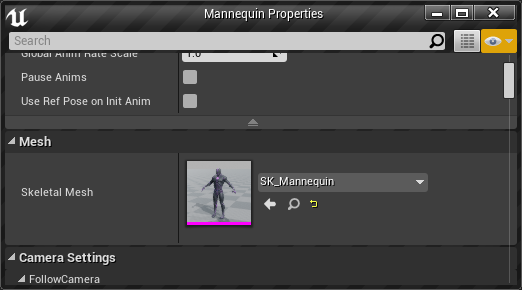 Mannequin Properties
Search
Global Anim Rate Scale
1.0
Pause Anims
Use Ref Pose on Init Anim
Mesh
Skeletal Mesh
SK_Mannequin
Camera Settings
FollowCamera